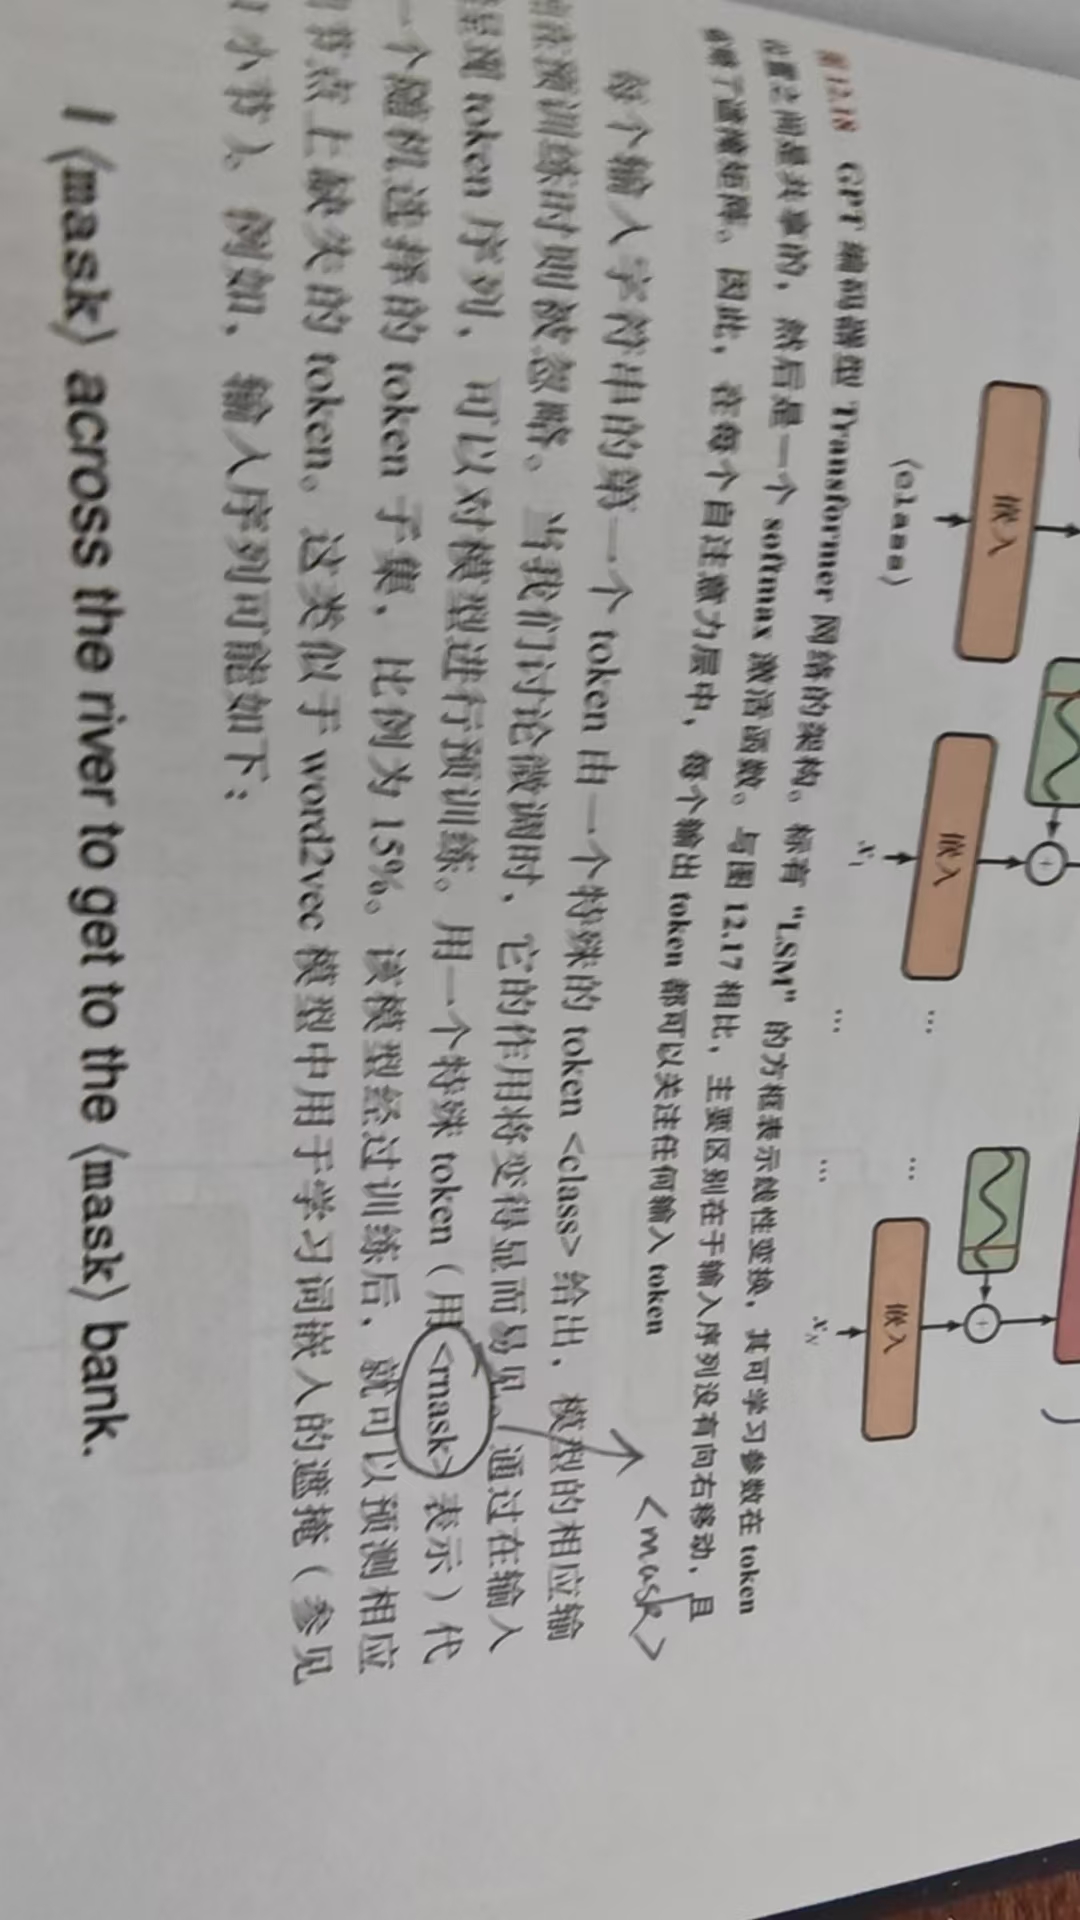 嵌入 嵌入 嵌入
⟨class⟩ x₁ ... ... xN
... ...
图 12.18 GPT 编码器型 Transformer 网络的架构。标有 "LSM" 的方框表示线性变换，其可学习参数在 token
位置之间是共享的，然后是一个 softmax 激活函数。与图 12.17 相比，主要区别在于输入序列没有向右移动，且
省略了遮掩矩阵。因此，在每个自注意力层中，每个输出 token 都可以关注任何输入 token
<mask>
每个输入字符串的第一个 token 由一个特殊的 token <class> 给出，模型的相应输
在预训练时则被忽略。当我们讨论微调时，它的作用将变得显而易见。通过在输入
呈现 token 序列，可以对模型进行预训练。用一个特殊 token（用 <rnask> 表示）代
一个随机选择的 token 子集，比例为 15%。该模型经过训练后，就可以预测相应
节点上缺失的 token。这类似于 word2vec 模型中用于学习词嵌入的遮掩（参见
小节）。例如，输入序列可能如下：
I ⟨mask⟩ across the river to get to the ⟨mask⟩ bank.